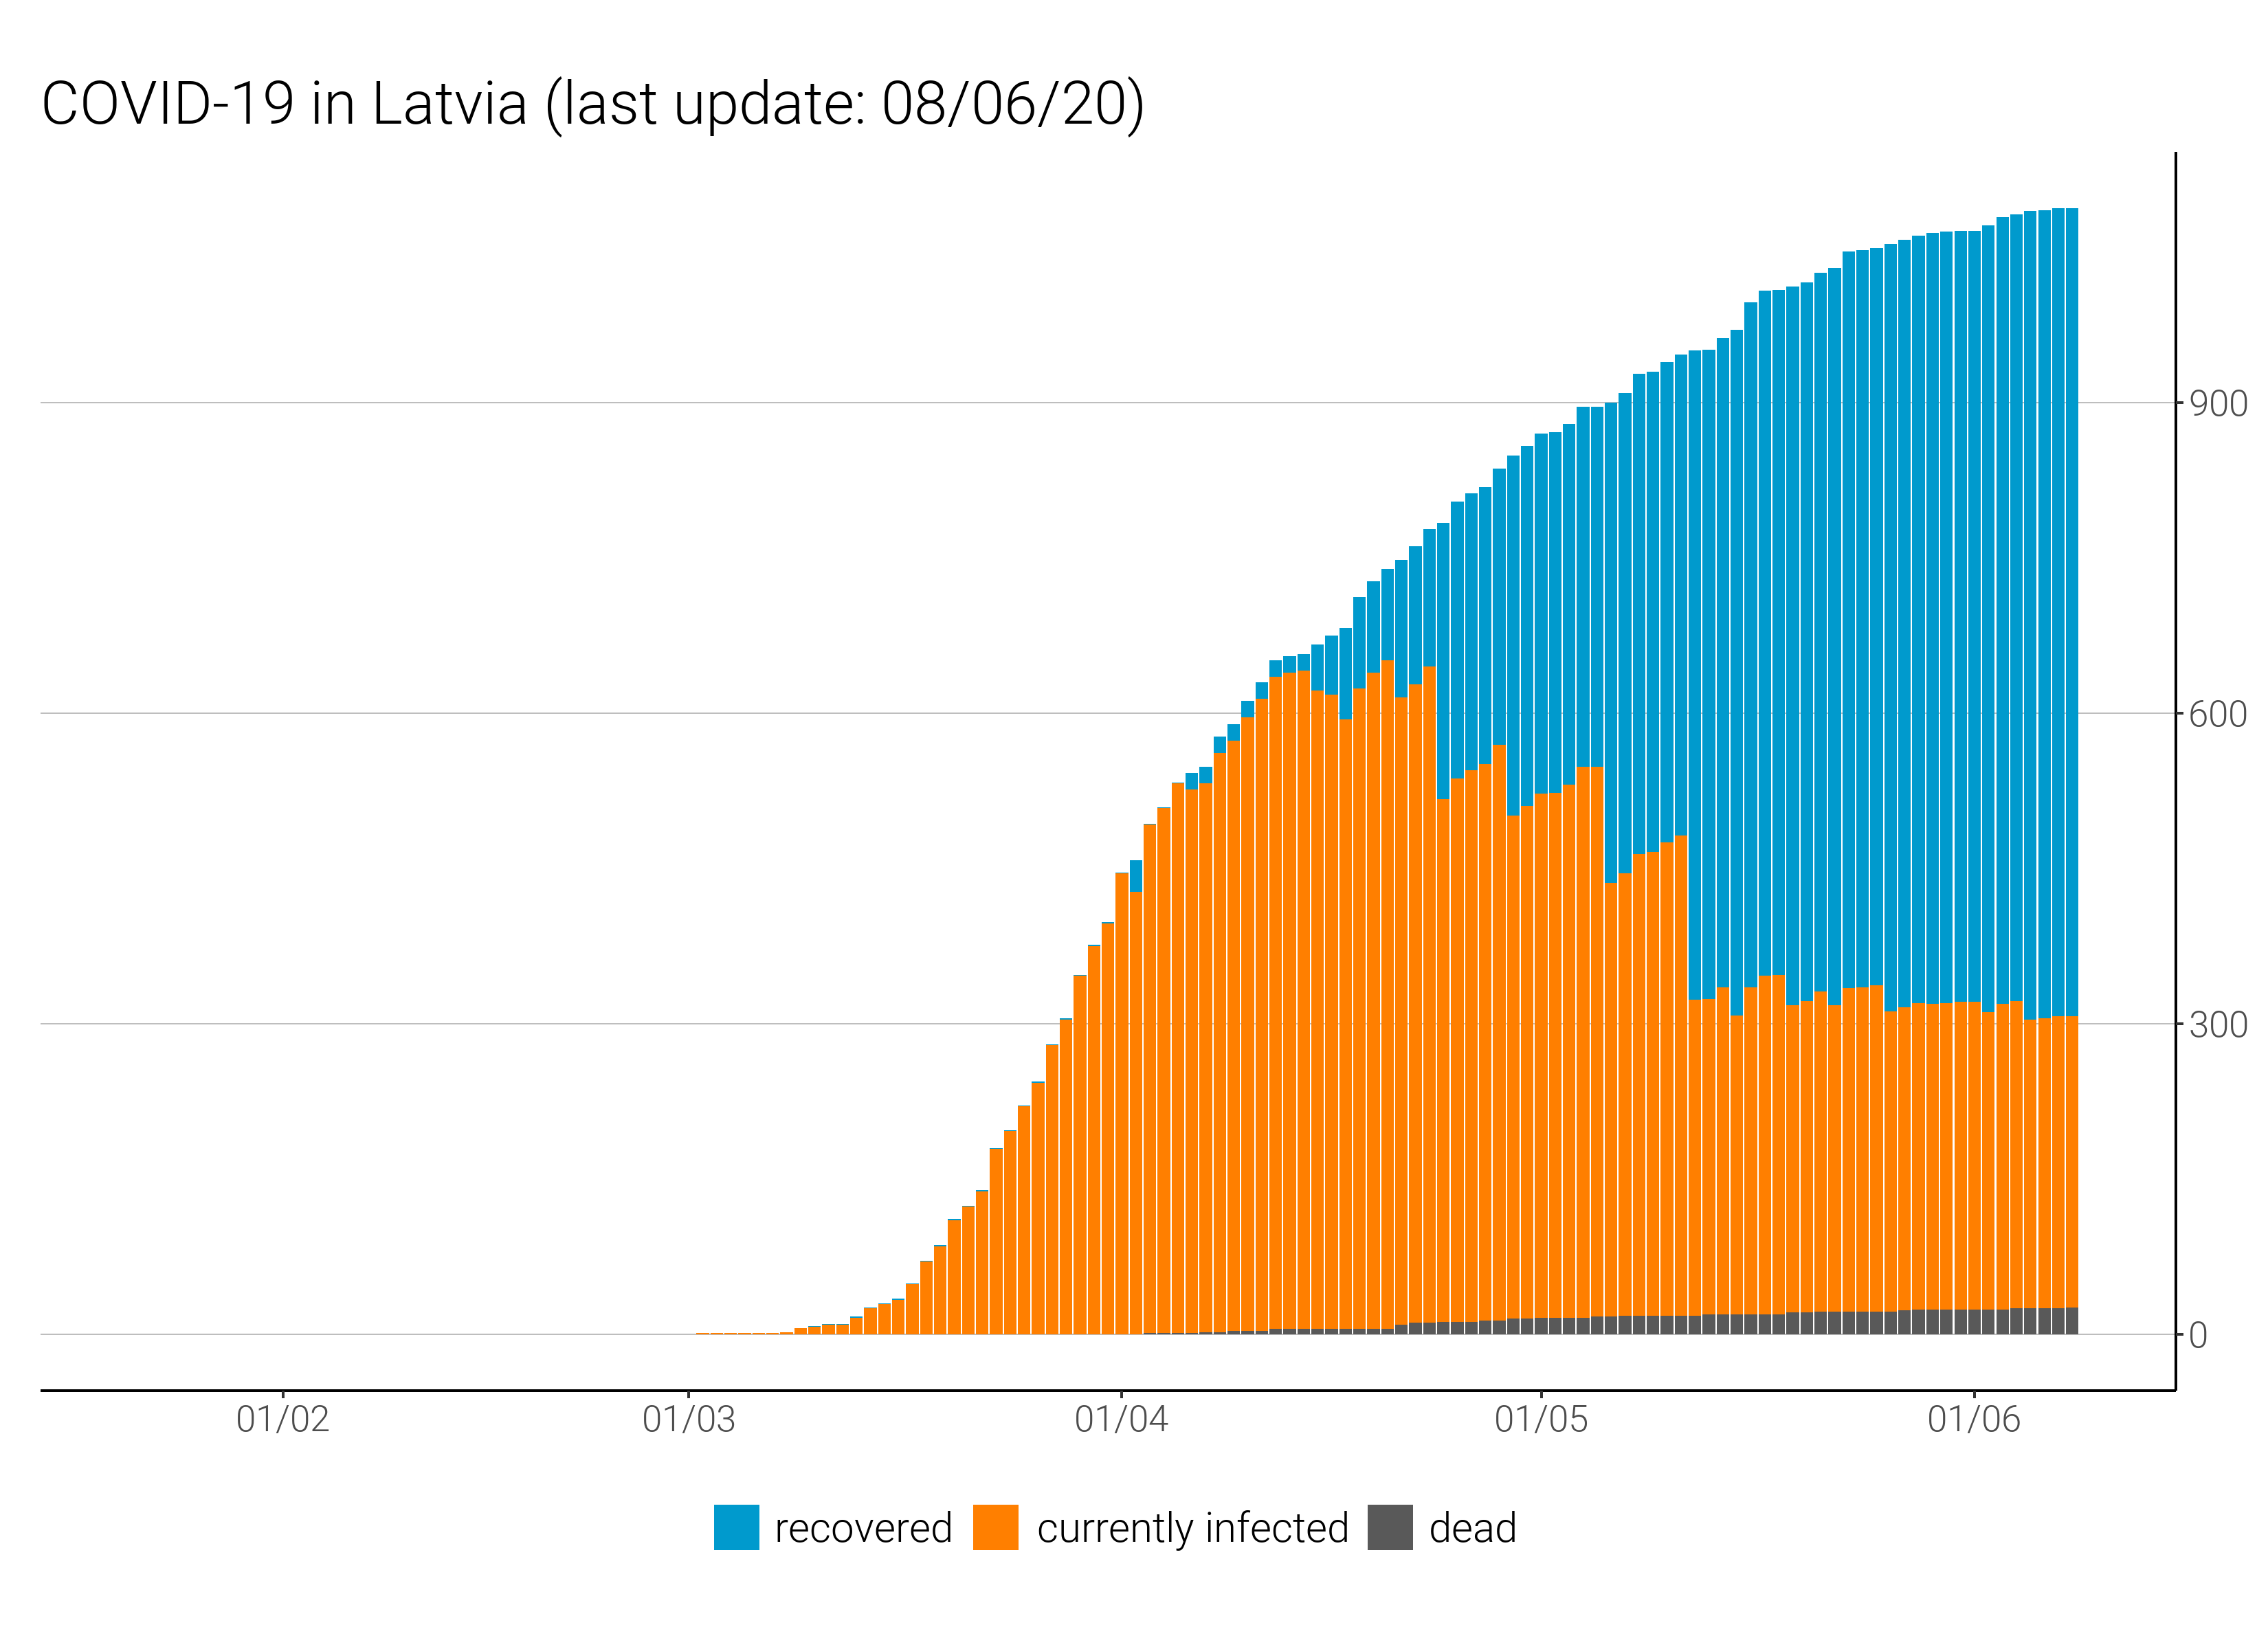 COVID-19 in Latvia (last update: 08/06/20)
900
600
300
0
01/02 01/03 01/04 01/05 01/06
recovered currently infected dead